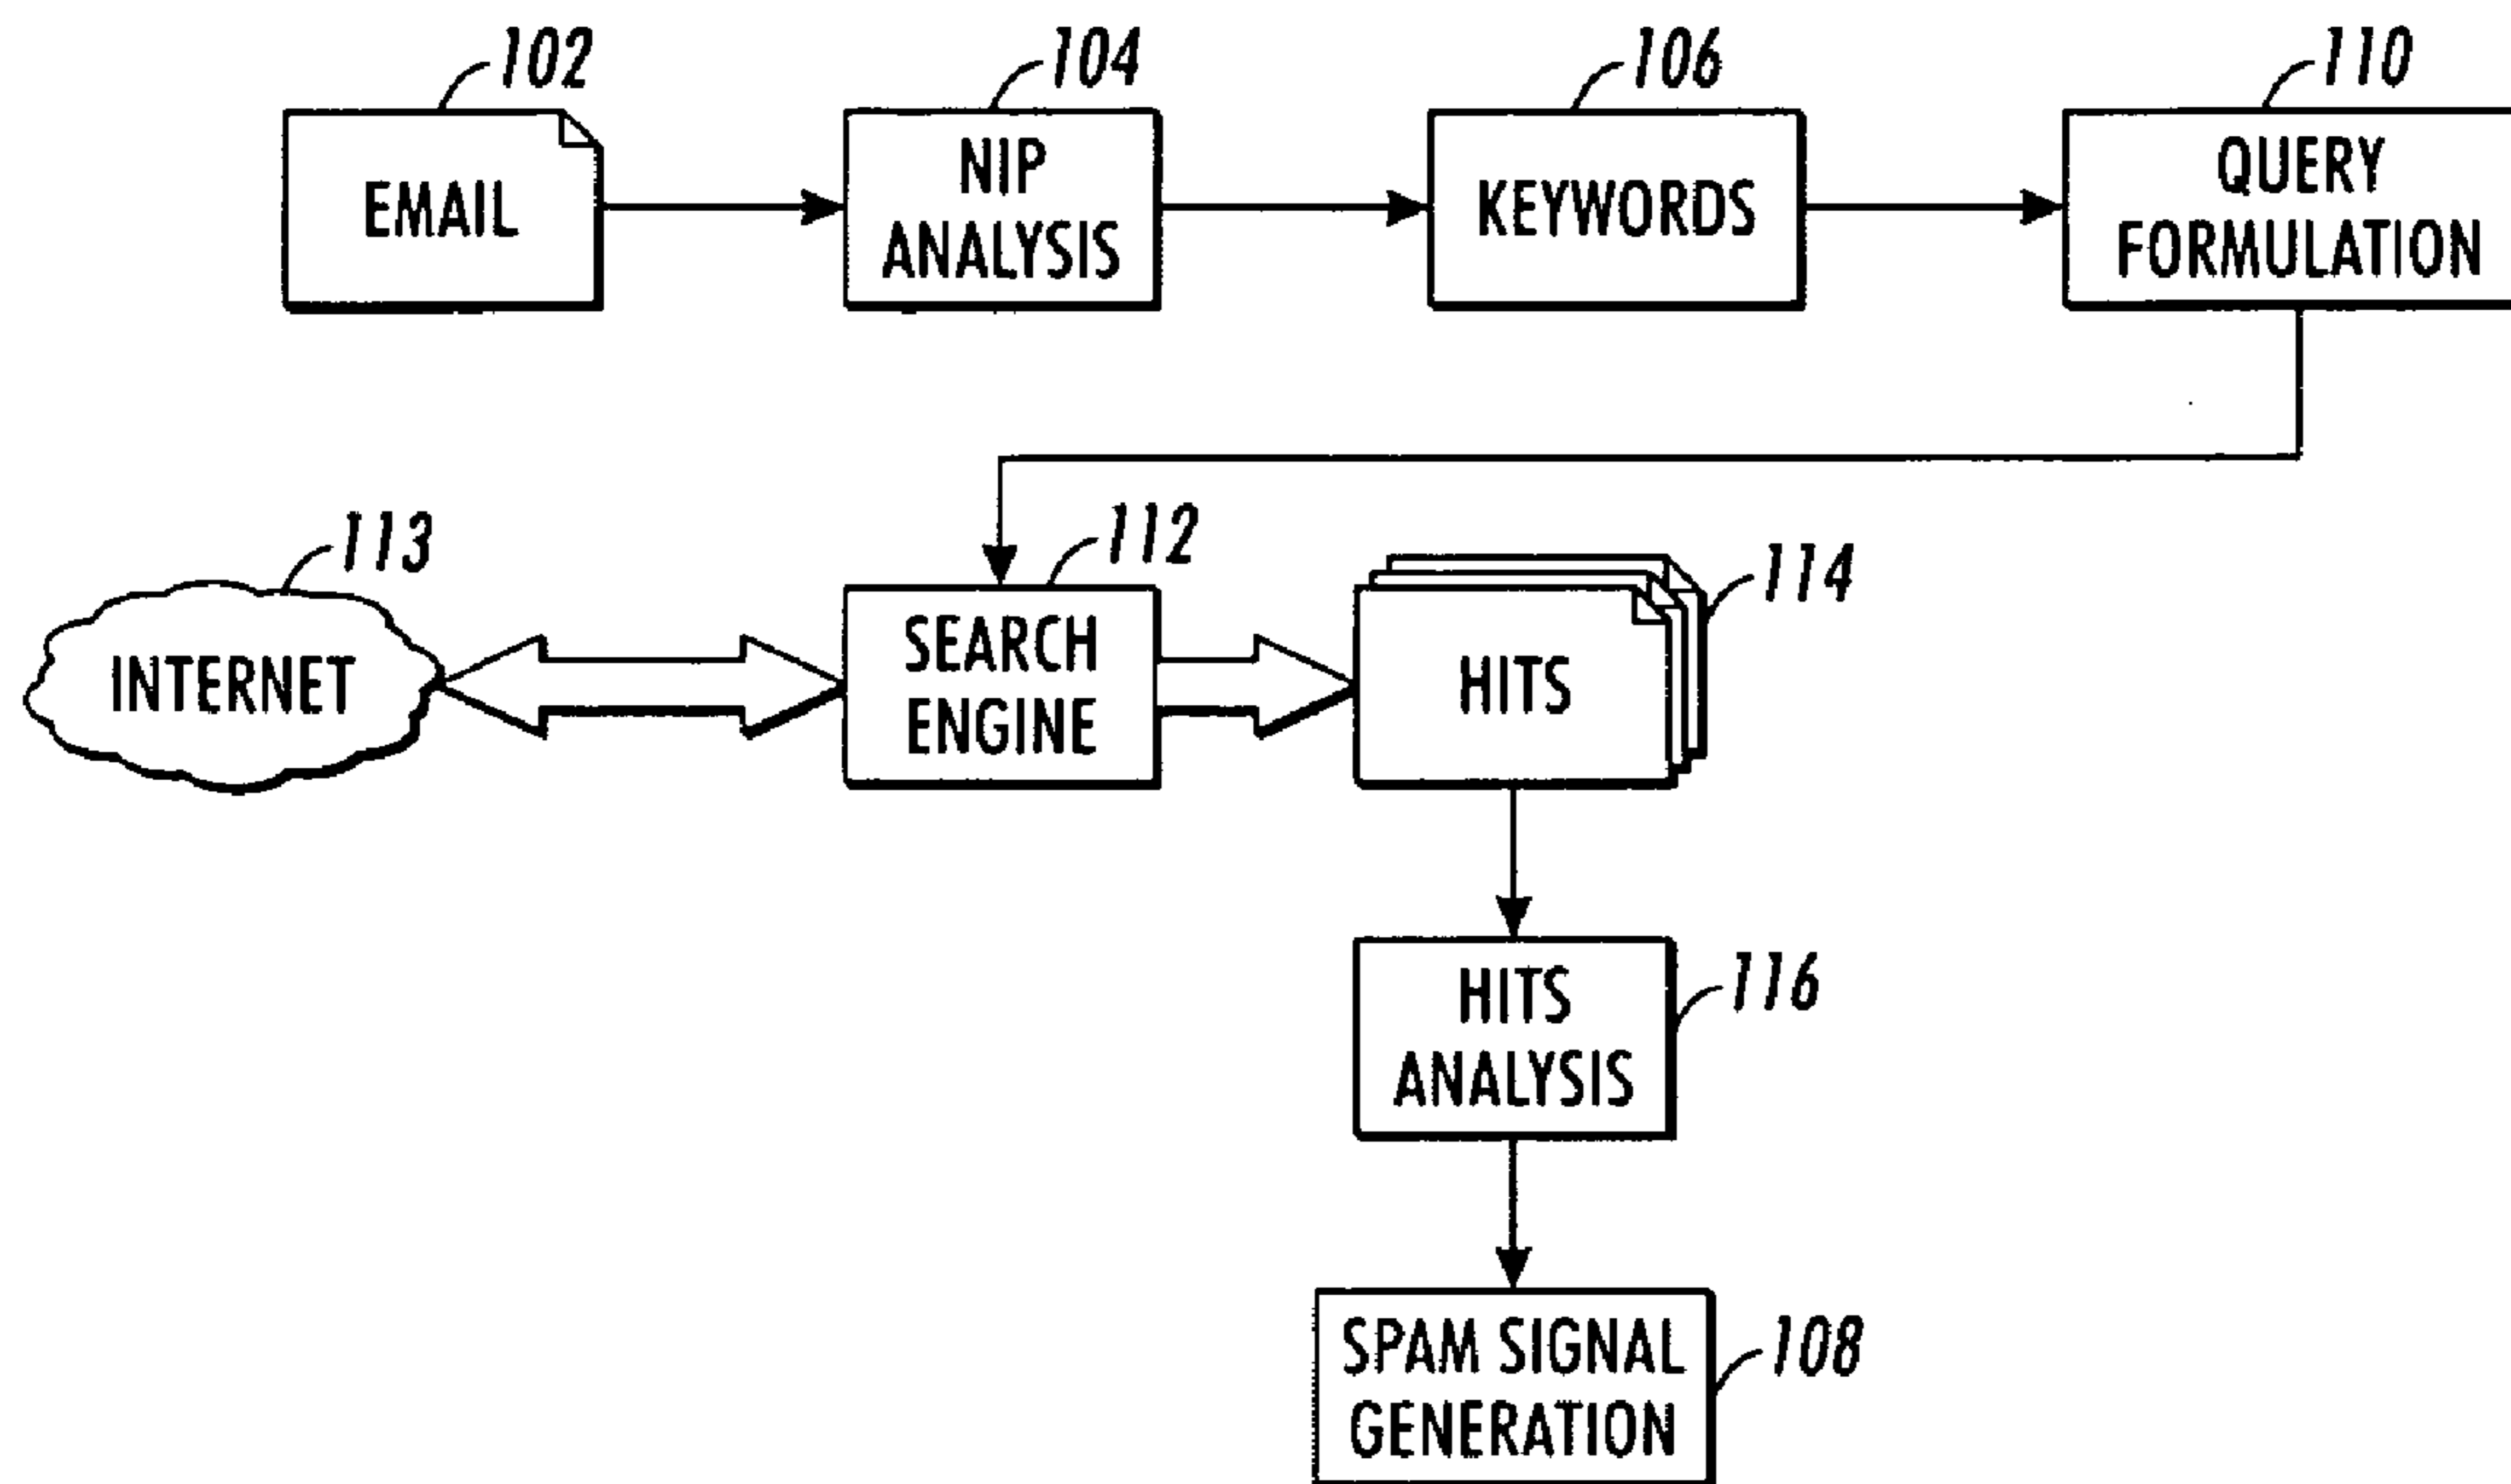 102
104
106
110
EMAIL
NIP
ANALYSIS
KEYWORDS
QUERY
FORMULATION
113
112
114
INTERNET
SEARCH
ENGINE
HITS
116
HITS
ANALYSIS
108
SPAM SIGNAL
GENERATION